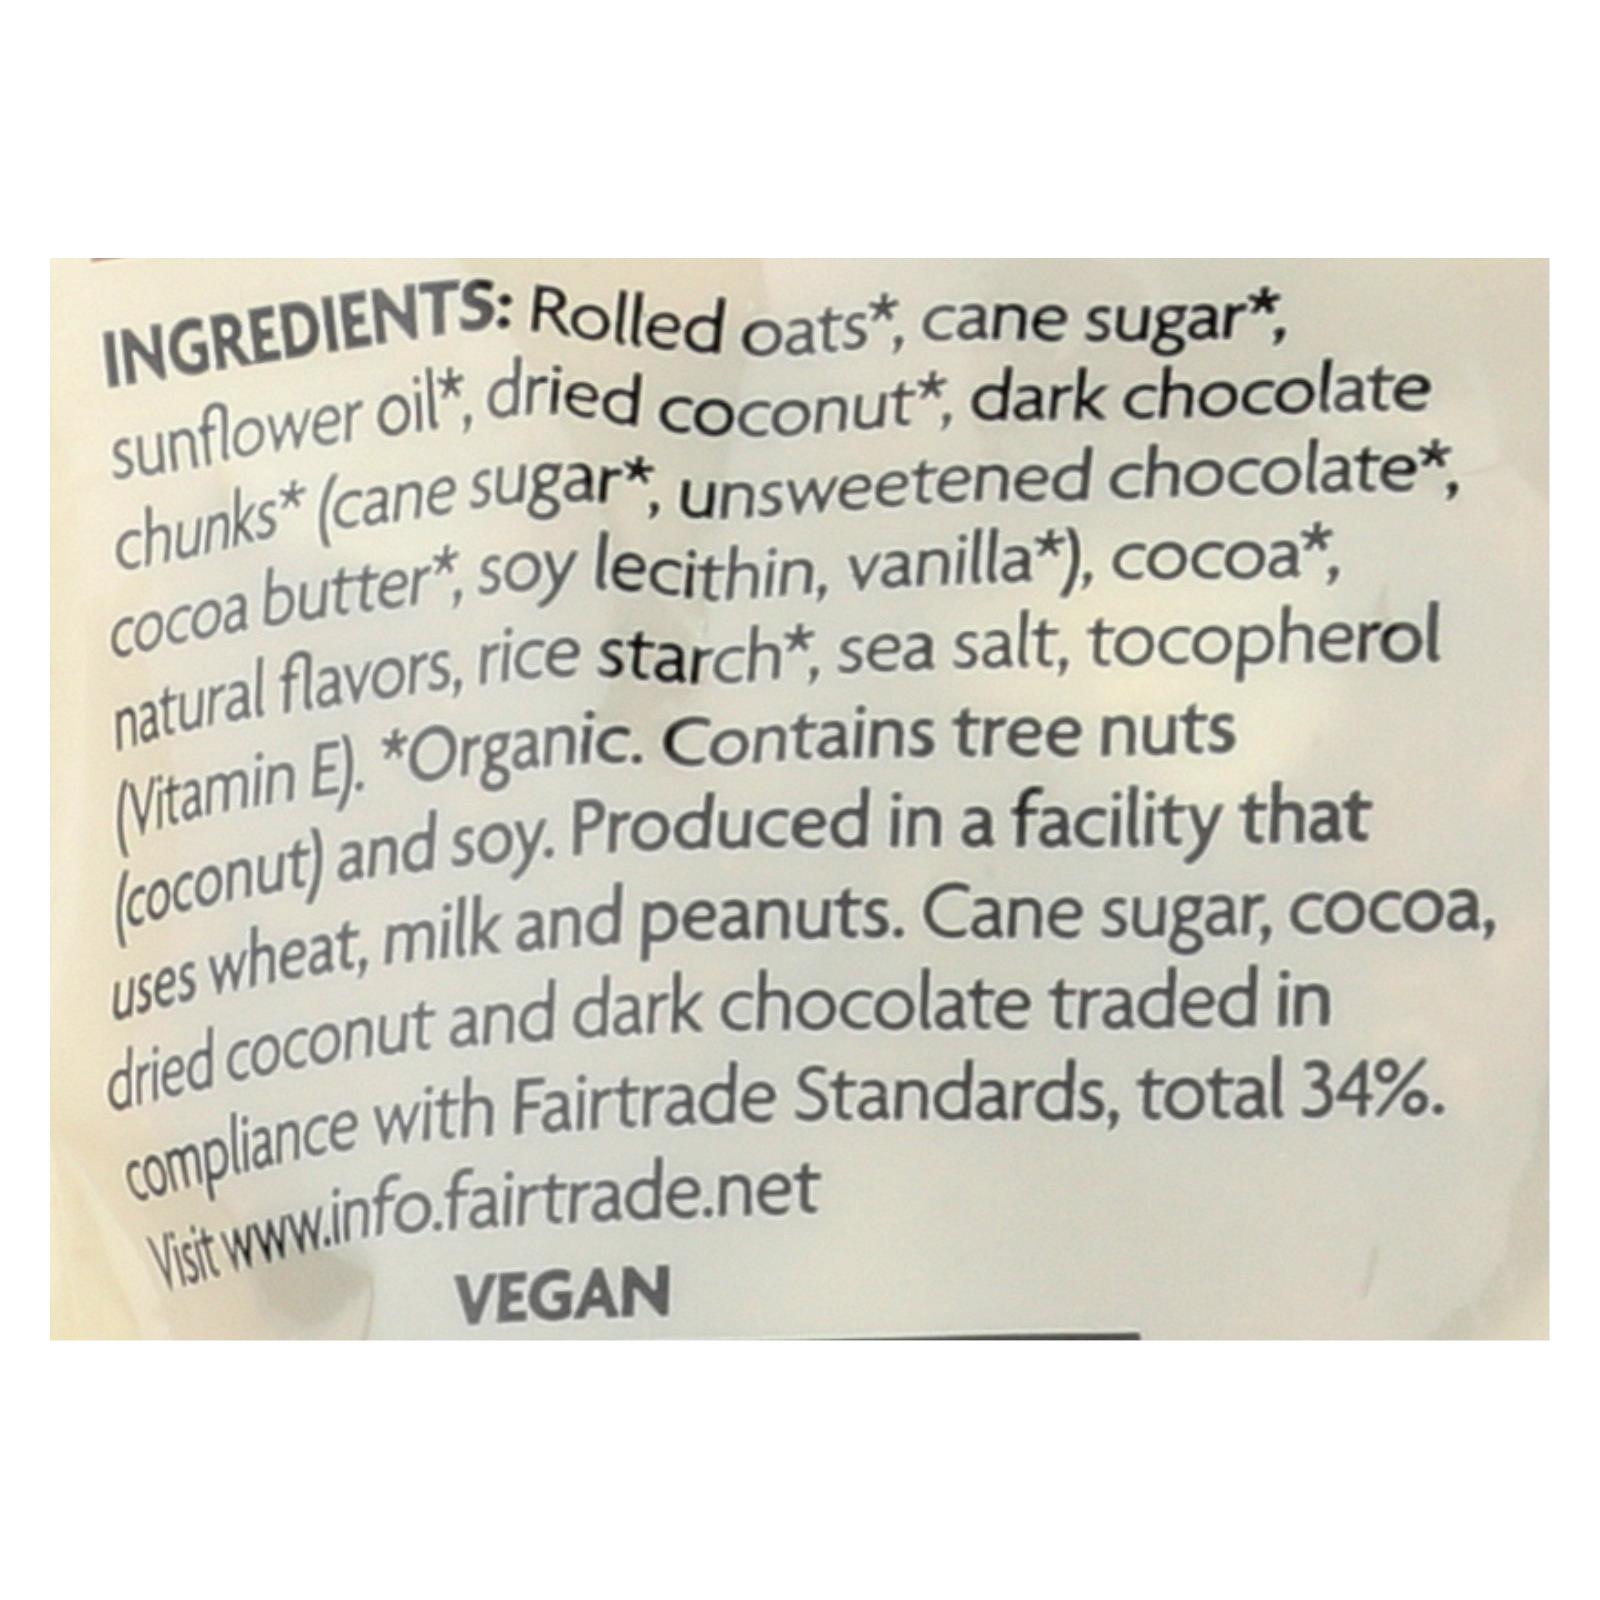 INGREDIENTS: Rolled oats*, cane sugar*,
sunflower oil*, dried coconut*, dark chocolate
chunks* (cane sugar*, unsweetened chocolate*,
cocoa butter*, soy lecithin, vanilla*), cocoa*,
natural flavors, rice starch*, sea salt, tocopherol
(Vitamin E). *Organic. Contains tree nuts
(coconut) and soy. Produced in a facility that
uses wheat, milk and peanuts. Cane sugar, cocoa,
dried coconut and dark chocolate traded in
compliance with Fairtrade Standards, total 34%.
Visit www.info.fairtrade.net
VEGAN